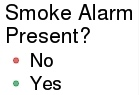 Smoke Alarm
Present?
No
Yes